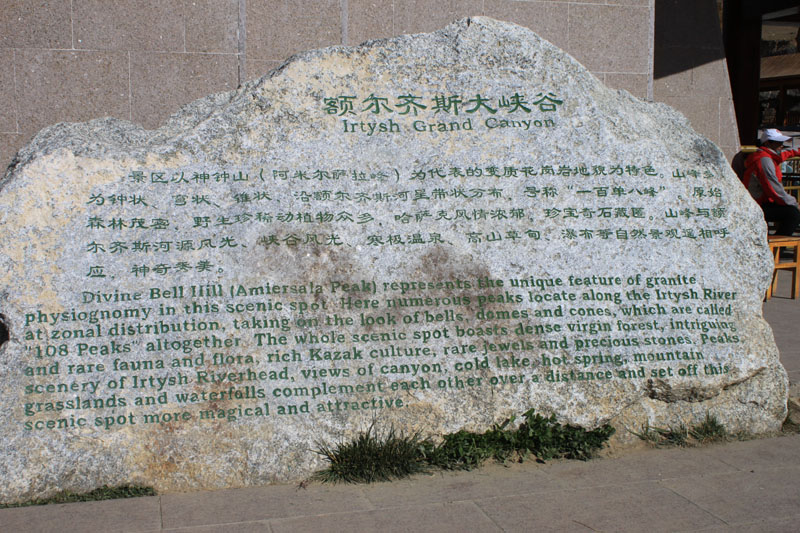 额尔齐斯大峡谷
Irtysh Grand Canyon
景区以神钟山（阿米尔萨拉峰）为代表的变质花岗岩地貌为特色。山峰多
为钟状、穹状、锥状、沿额尔齐斯河呈带状分布，号称“一百单八峰”。原始
森林茂密，野生珍稀动植物众多，哈萨克风情浓郁，珍宝奇石藏匿。山峰与额
尔齐斯河源风光、峡谷风光、寒极温泉、高山草甸、瀑布等自然景观遥相呼
应，神奇秀美。
Divine Bell Hill (Amiersala Peak) represents the unique feature of granite
physiognomy in this scenic spot. Here numerous peaks locate along the Irtysh River
at zonal distribution, taking on the look of bells, domes and cones, which are called
"108 Peaks" altogether. The whole scenic spot boasts dense virgin forest, intriguing
and rare fauna and flora, rich Kazak culture, rare jewels and precious stones. Peaks,
scenery of Irtysh Riverhead, views of canyon, cold lake, hot spring, mountain
grasslands and waterfalls complement each other over a distance and set off this
scenic spot more magical and attractive.